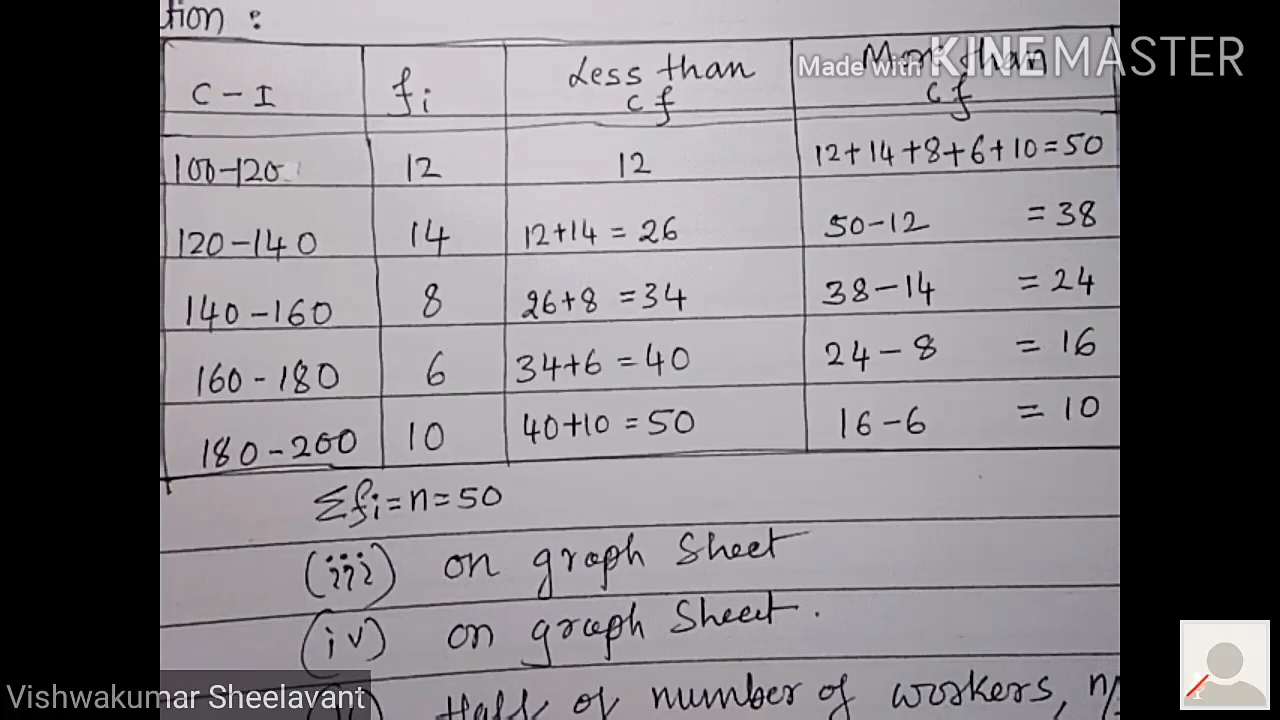 tion :
C-I fi Less than cf More than cf
Made with KINEMASTER
100-120 12 12 12+14+8+6+10=50
120-140 14 12+14=26 50-12 =38
140-160 8 26+8=34 38-14 =24
160-180 6 34+6=40 24-8 =16
180-200 10 40+10=50 16-6 =10
Σfi=n=50
(iii) on graph Sheet
(iv) on graph Sheet.
Half of number of workers, n/
Vishwakumar Sheelavant